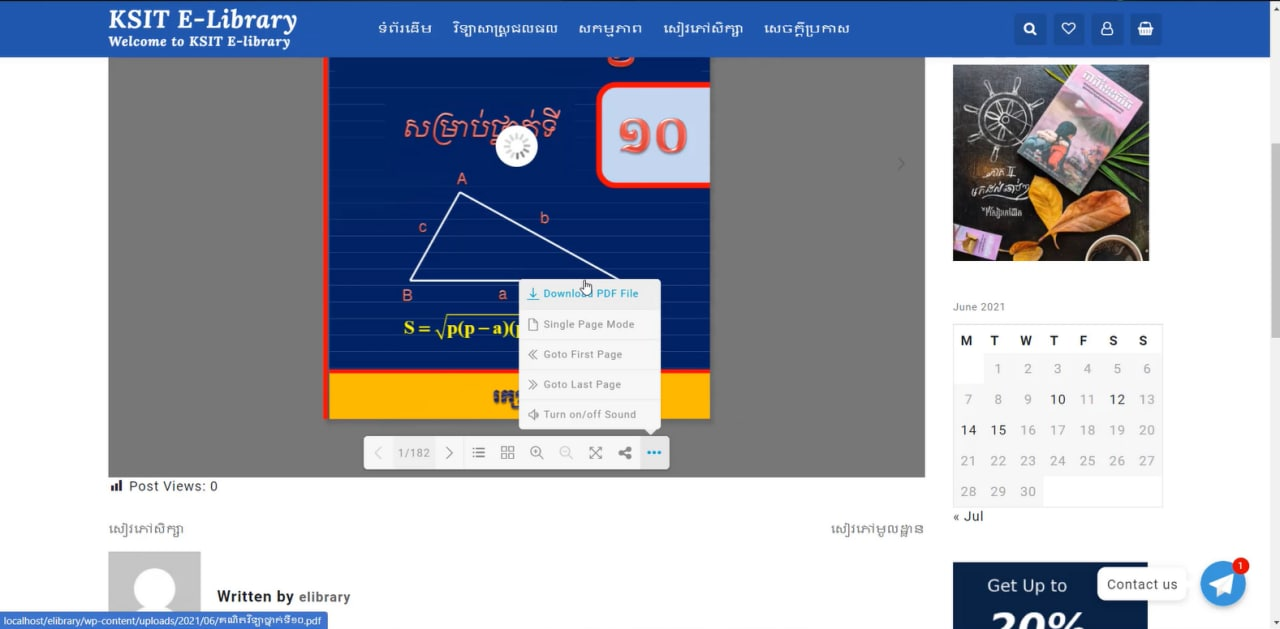 KSIT E-Library
Welcome to KSIT E-library
ទំព័រដើម វិទ្យាសាស្ត្រជលផល សកម្មភាព សៀវភៅសិក្សា សេចក្តីប្រកាស
សម្រាប់ថ្នាក់ទី
១០
A
c
b
B
a
S = √p(p – a)(p
Download PDF File
Single Page Mode
Goto First Page
Goto Last Page
Turn on/off Sound
1/182
Post Views: 0
សៀវភៅសិក្សា
សៀវភៅមូលដ្ឋាន
Written by elibrary
June 2021
M T W T F S S
1 2 3 4 5 6
7 8 9 10 11 12 13
14 15 16 17 18 19 20
21 22 23 24 25 26 27
28 29 30
« Jul
Get Up to
20%
Contact us
1
localhost/elibrary/wp-content/uploads/2021/06/គណិតវិទ្យាថ្នាក់ទី១០.pdf